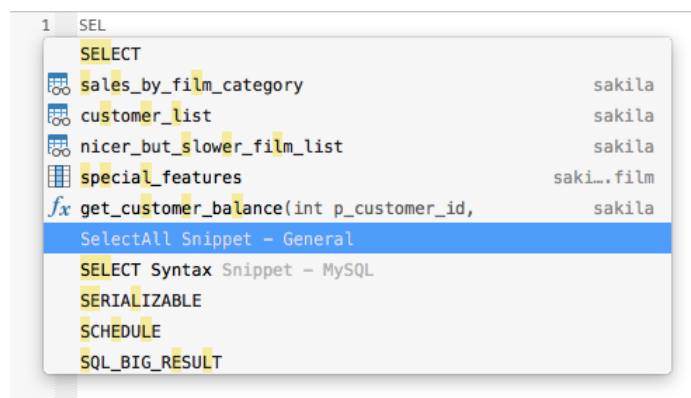 1 SEL
SELECT
sales_by_film_category sakila
customer_list sakila
nicer_but_slower_film_list sakila
special_features saki….film
fx get_customer_balance(int p_customer_id, sakila
SelectAll Snippet – General
SELECT Syntax Snippet – MySQL
SERIALIZABLE
SCHEDULE
SQL_BIG_RESULT